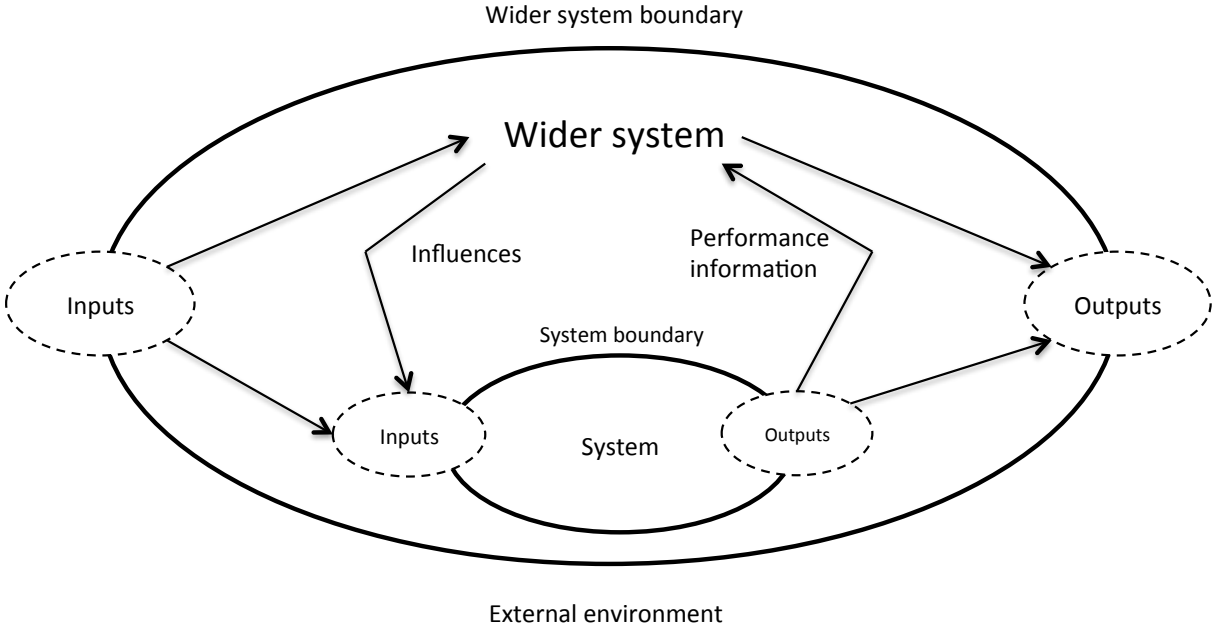 Wider system boundary
Wider system
Influences
Performance
information
Inputs
Outputs
System boundary
Inputs
System
Outputs
External environment